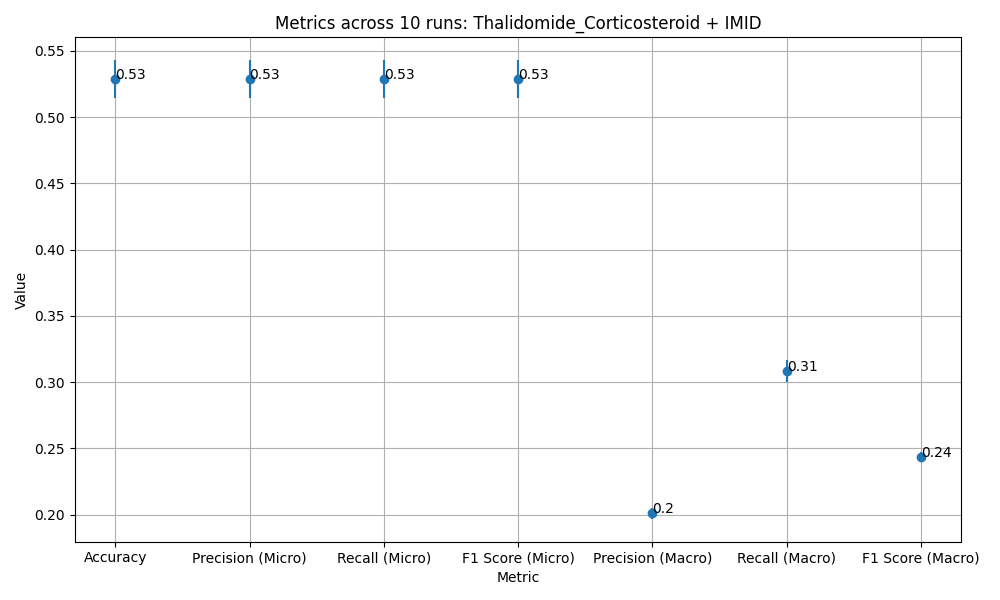 Metrics across 10 runs: Thalidomide_Corticosteroid + IMID
0.55
0.50
0.45
0.40
0.35
0.30
0.25
0.20
Value
0.53
0.53
0.53
0.53
0.2
0.31
0.24
Accuracy
Precision (Micro)
Recall (Micro)
F1 Score (Micro)
Precision (Macro)
Recall (Macro)
F1 Score (Macro)
Metric